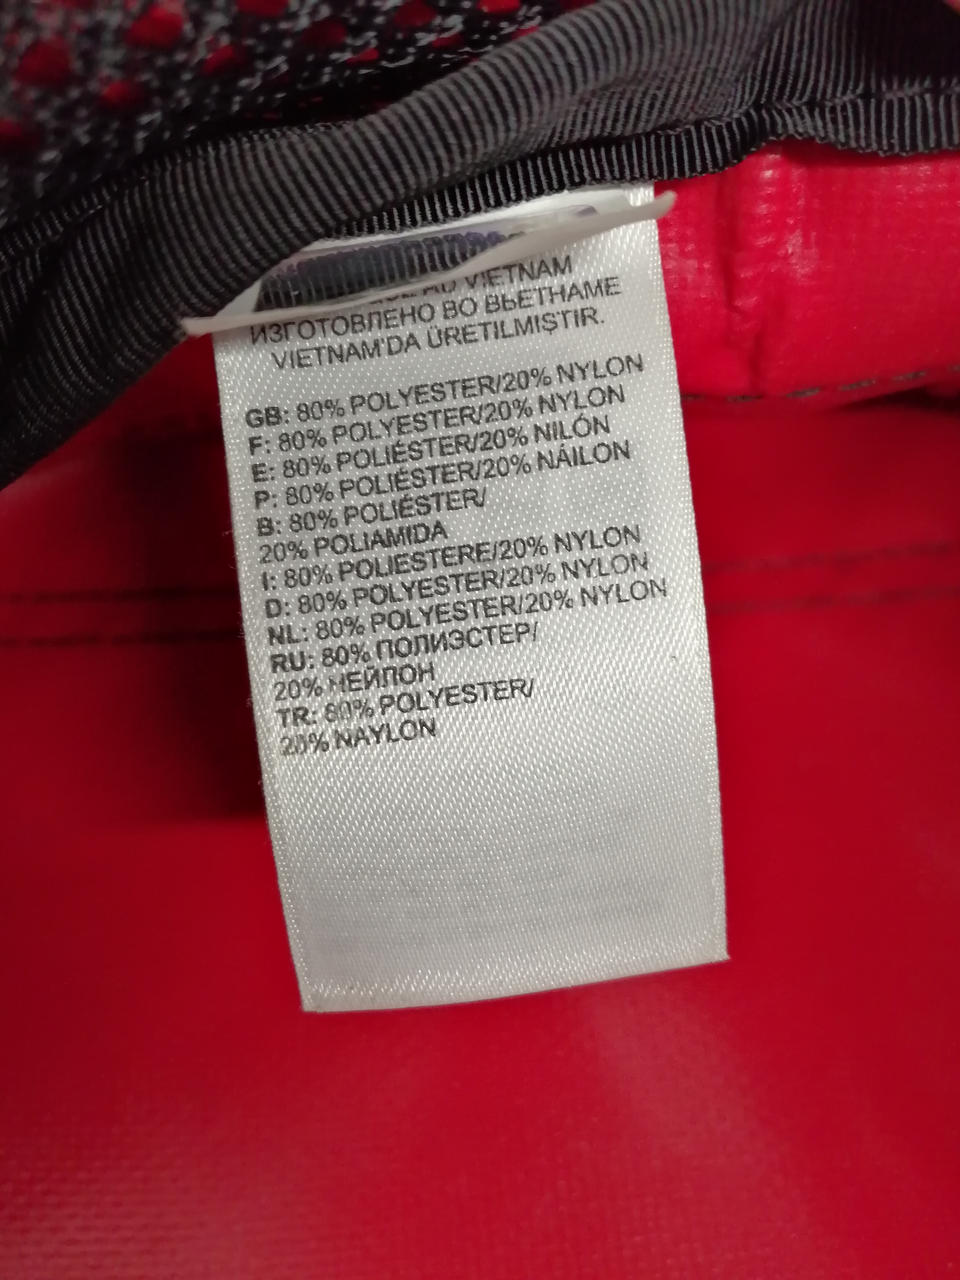 AU VIETNAM
ИЗГОТОВЛЕНО ВО ВЬЕТНАМЕ
VIETNAM'DA ÜRETILMIŞTIR.
GB: 80% POLYESTER/20% NYLON
F: 80% POLYESTER/20% NYLON
E: 80% POLIÉSTER/20% NILÓN
P: 80% POLIÉSTER/20% NÁILON
B: 80% POLIÉSTER/
20% POLIAMIDA
I: 80% POLIESTERE/20% NYLON
D: 80% POLYESTER/20% NYLON
NL: 80% POLYESTER/20% NYLON
RU: 80% ПОЛИЭСТЕР/
20% НЕЙЛОН
TR: 80% POLYESTER/
20% NAYLON